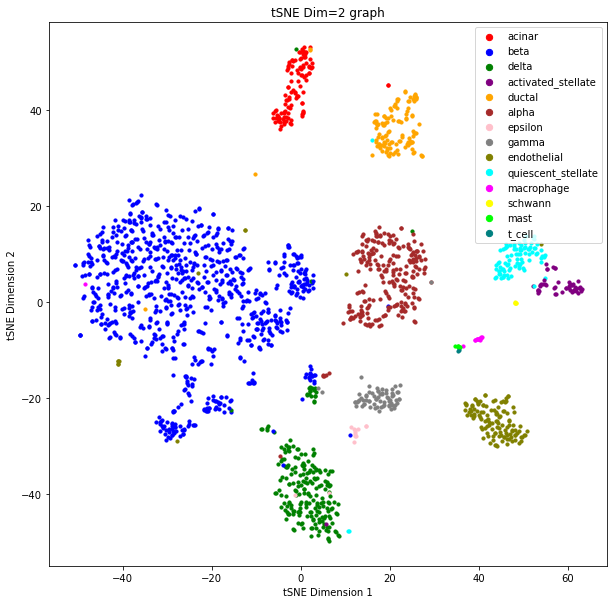 tSNE Dim=2 graph
acinar
beta
delta
activated_stellate
ductal
alpha
epsilon
gamma
endothelial
quiescent_stellate
macrophage
schwann
mast
t_cell
40
20
0
−20
−40
tSNE Dimension 2
−40 −20 0 20 40 60
tSNE Dimension 1